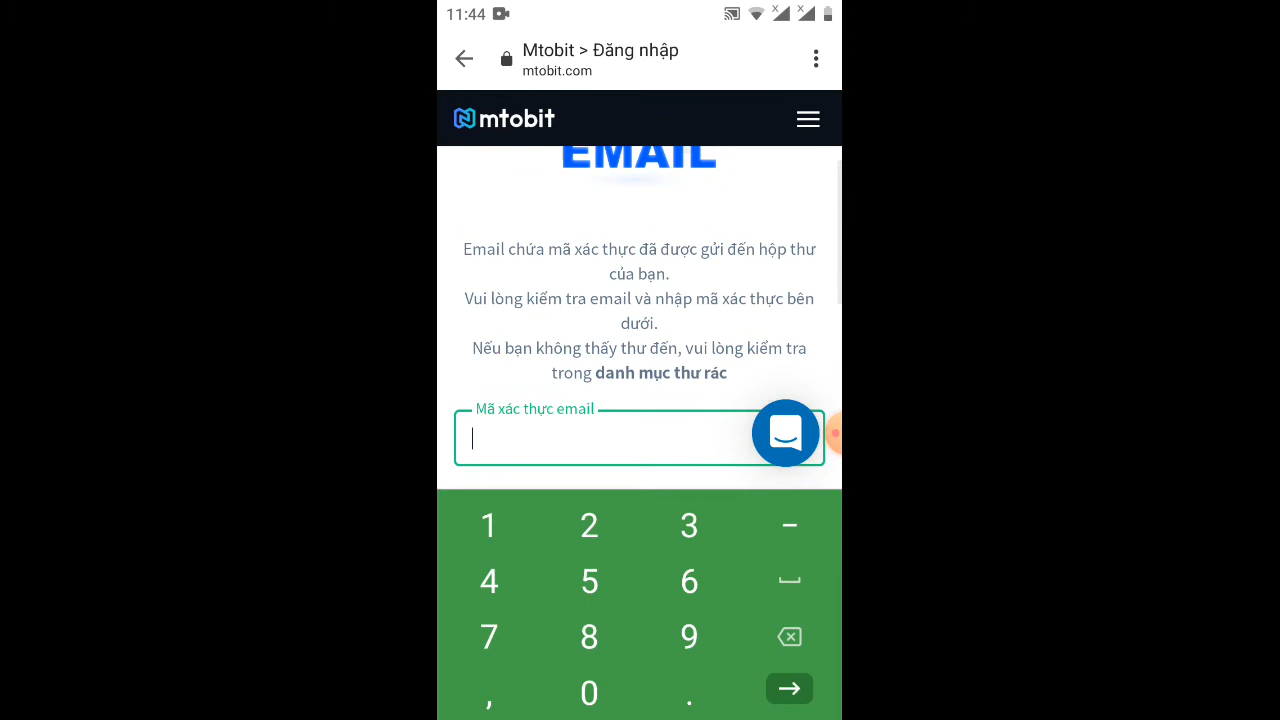 11:44
Mtobit > Đăng nhập
mtobit.com
mtobit
EMAIL
Email chứa mã xác thực đã được gửi đến hộp thư
của bạn.
Vui lòng kiểm tra email và nhập mã xác thực bên
dưới.
Nếu bạn không thấy thư đến, vui lòng kiểm tra
trong danh mục thư rác
Mã xác thực email
1 2 3 -
4 5 6
7 8 9
, 0 .